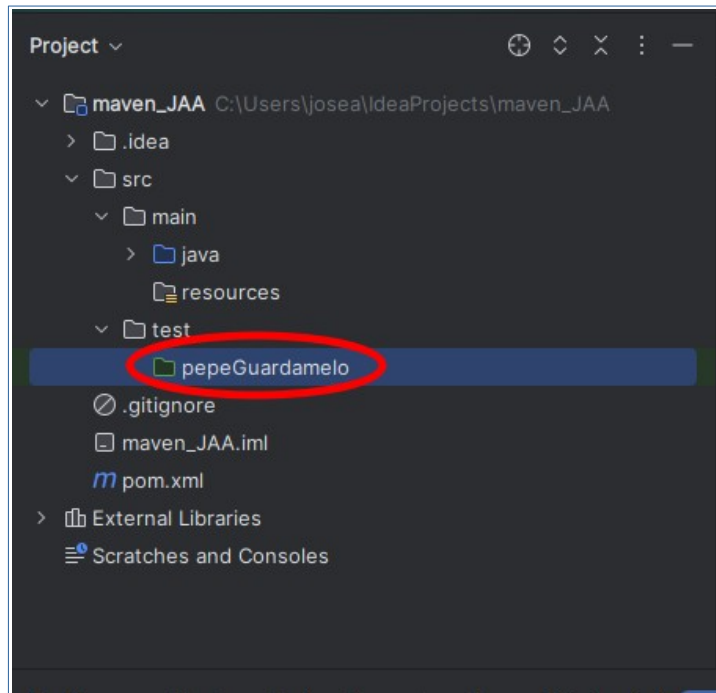 Project
maven_JAA C:\Users\josea\IdeaProjects\maven_JAA
.idea
src
main
java
resources
test
pepeGuardamelo
.gitignore
maven_JAA.iml
m pom.xml
External Libraries
Scratches and Consoles